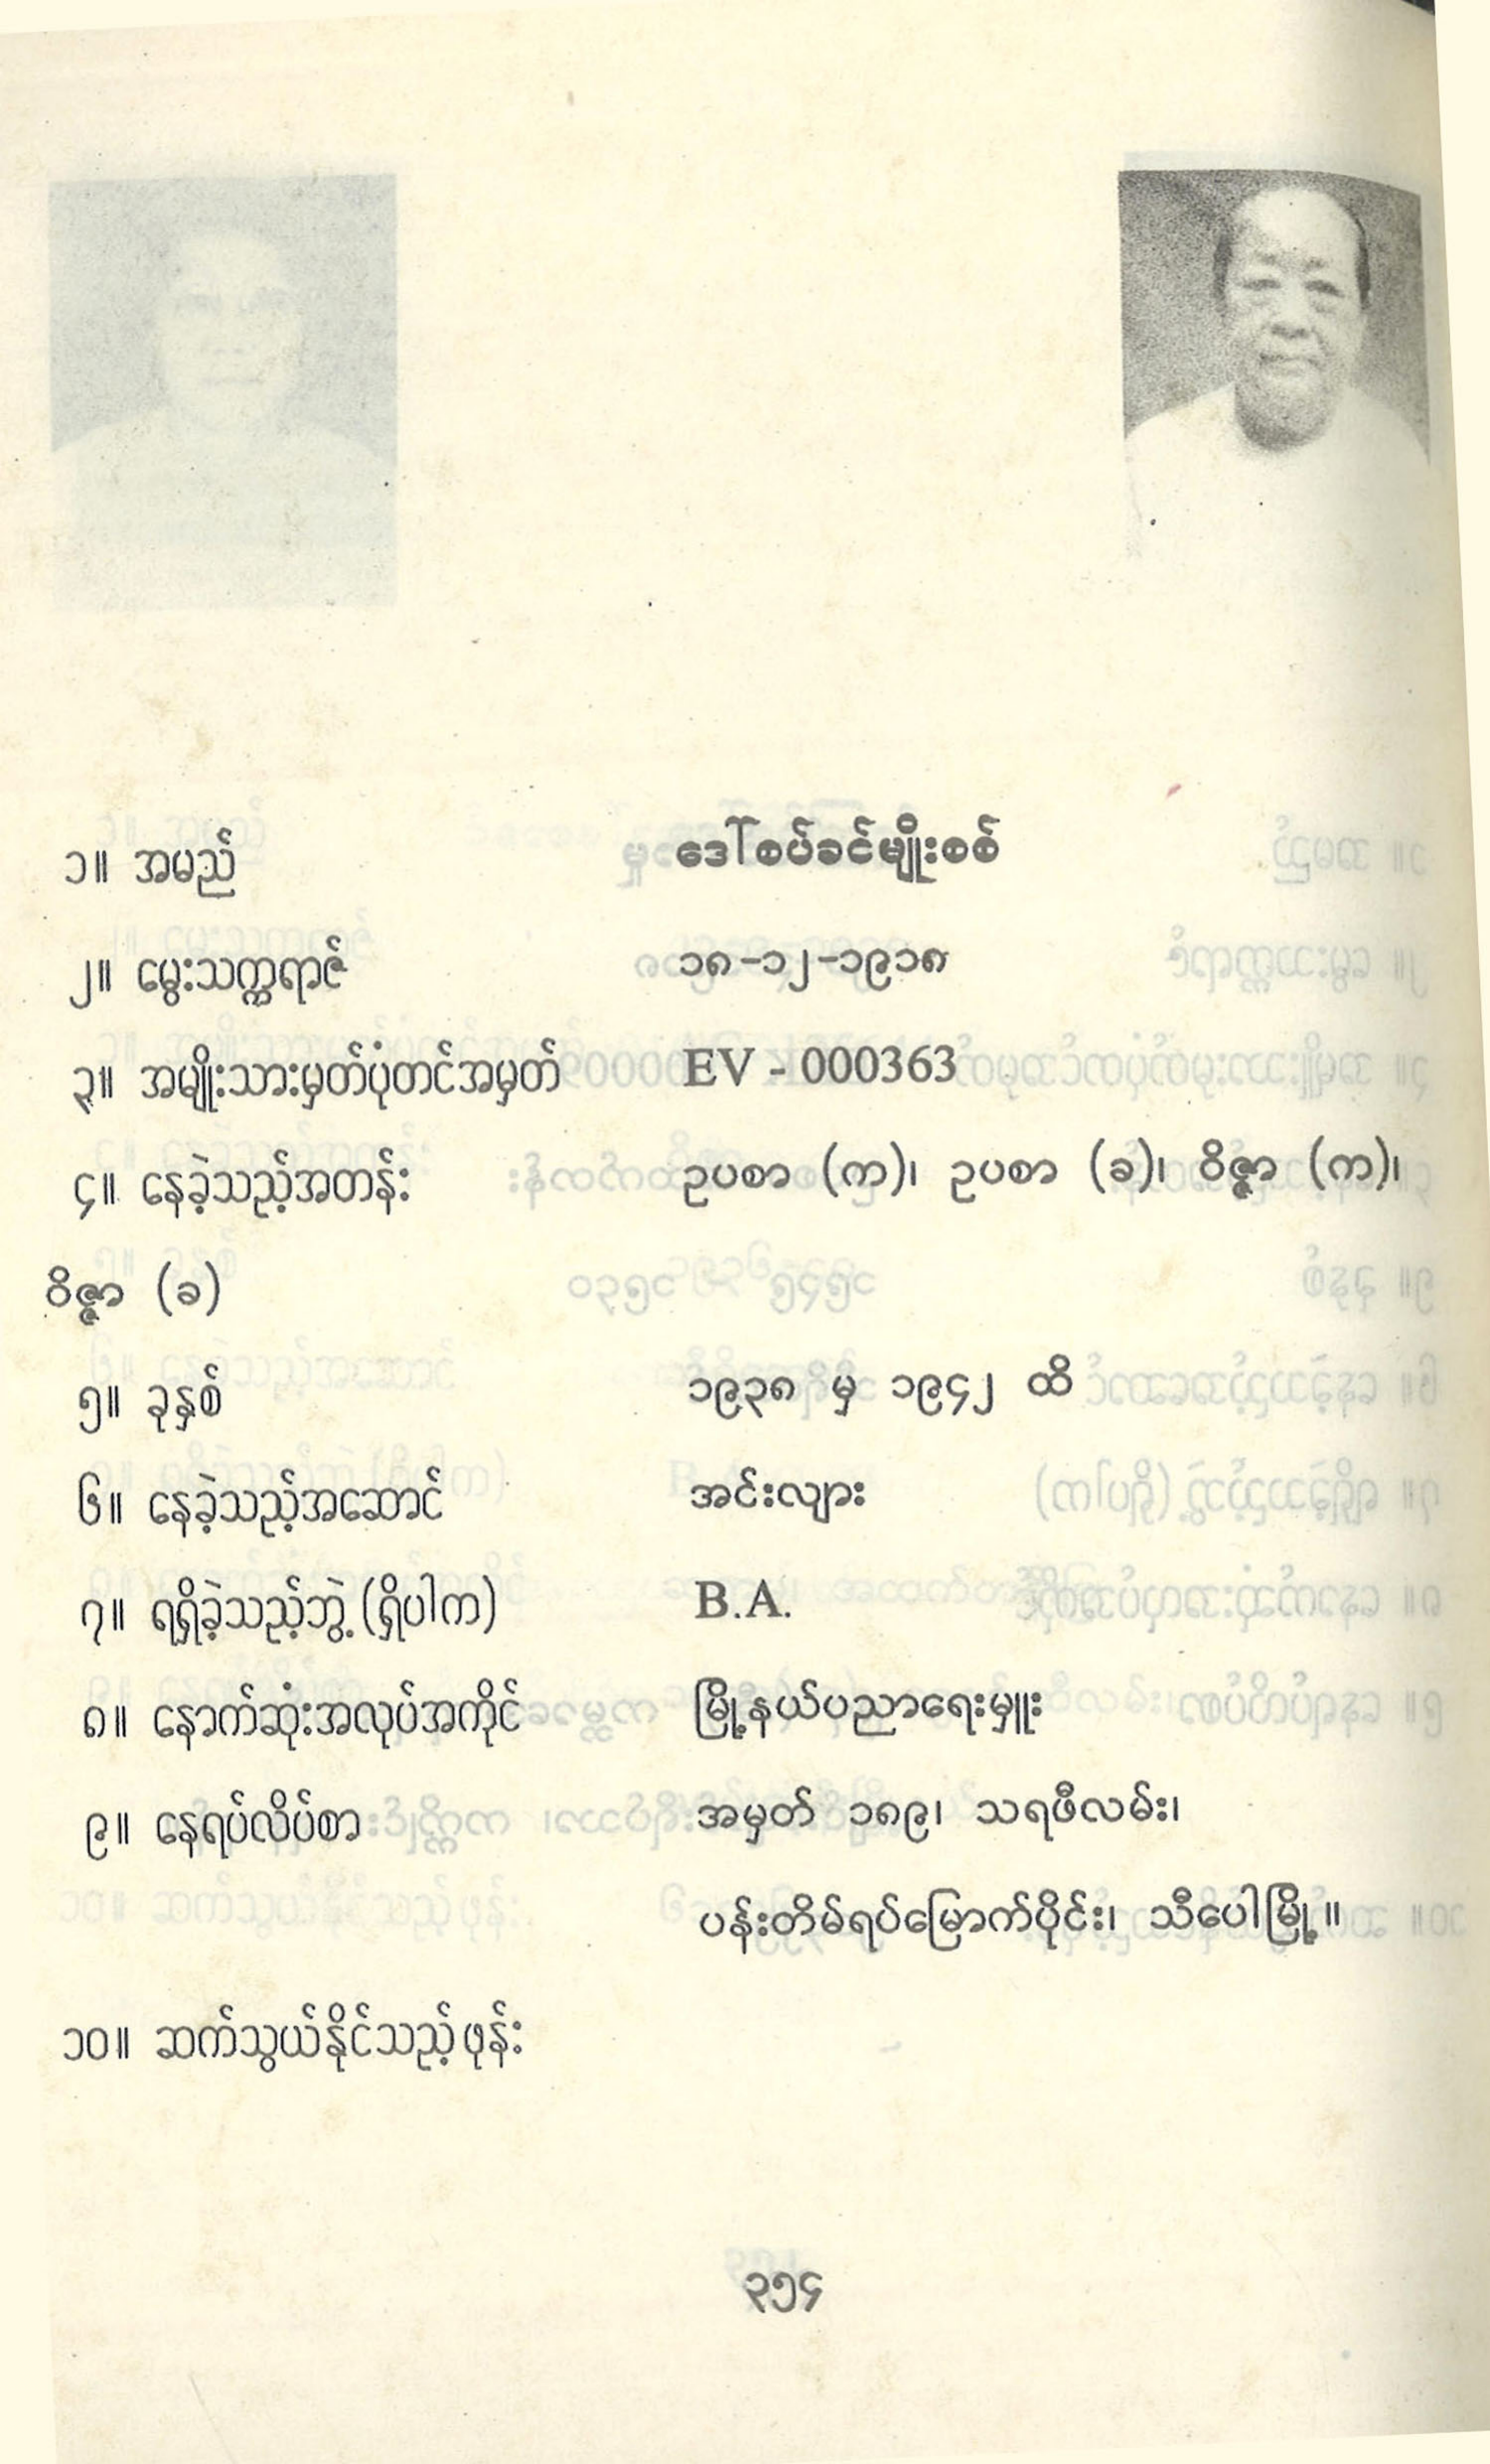 ၁။ အမည် ဒေါ်စပ်ခင်မျိုးစစ်
၂။ မွေးသက္ကရာဇ် ၁၈-၁၂-၁၉၁၈
၃။ အမျိုးသားမှတ်ပုံတင်အမှတ် EV - 000363
၄။ နေခဲ့သည့်အတန်း ဥပစာ (က)၊ ဥပစာ (ခ)၊ ဝိဇ္ဇာ (က)၊
ဝိဇ္ဇာ (ခ)
၅။ ခုနှစ် ၁၉၃၈ မှ ၁၉၄၂ ထိ
၆။ နေခဲ့သည့်အဆောင် အင်းလျား
၇။ ရရှိခဲ့သည့်ဘွဲ့ (ရှိပါက) B.A.
၈။ နောက်ဆုံးအလုပ်အကိုင် မြို့နယ်ပညာရေးမှူး
၉။ နေရပ်လိပ်စာ အမှတ် ၁၈၉၊ သရဖီလမ်း၊
ပန်းတိမ်ရပ်မြောက်ပိုင်း၊ သီပေါမြို့။
၁၀။ ဆက်သွယ်နိုင်သည့်ဖုန်း
၃၅၄